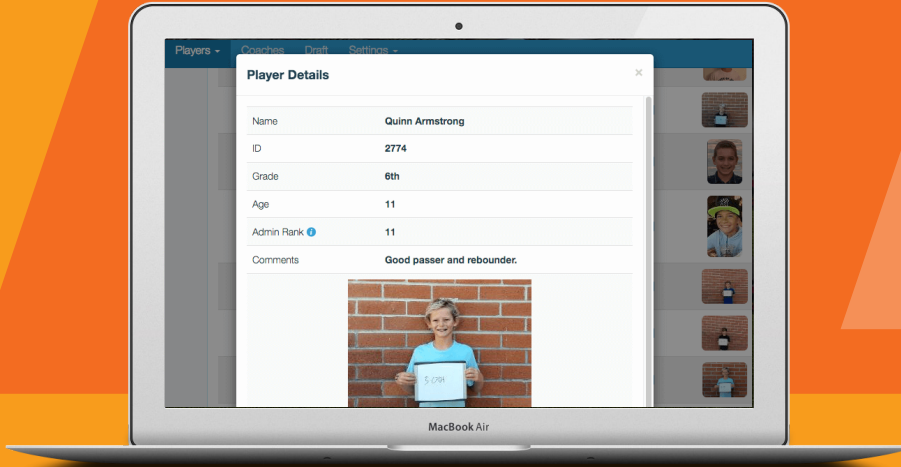 Players Coaches Draft Settings
Player Details ×
Name Quinn Armstrong
ID 2774
Grade 6th
Age 11
Admin Rank i 11
Comments Good passer and rebounder.
MacBook Air